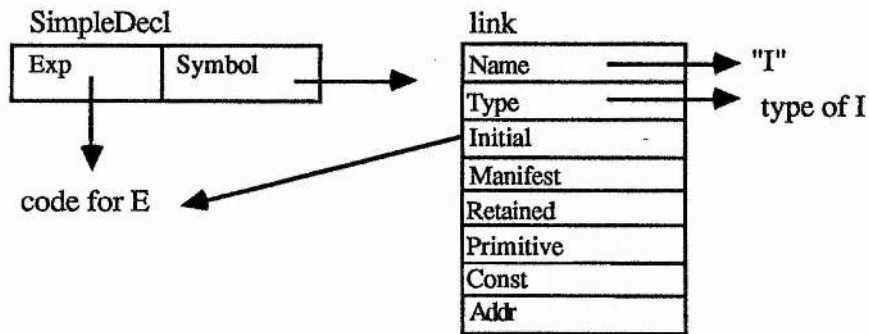 SimpleDecl
Exp Symbol
code for E
link
Name
"I"
Type
type of I
Initial
Manifest
Retained
Primitive
Const
Addr